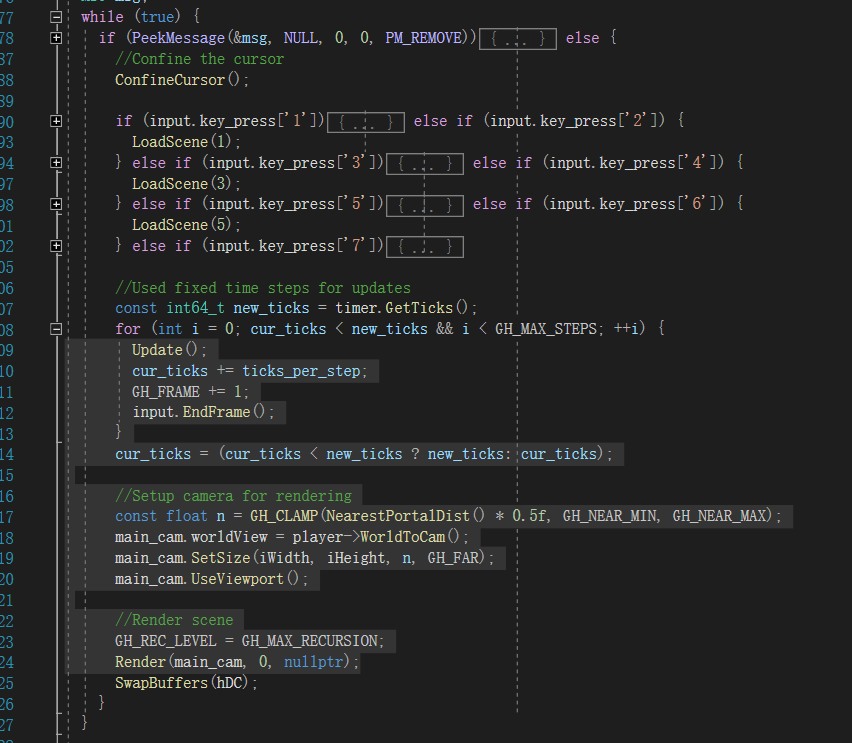 77 while (true) {
78 if (PeekMessage(&msg, NULL, 0, 0, PM_REMOVE)) { ... } else {
87 //Confine the cursor
88 ConfineCursor();
89
90 if (input.key_press['1']) { ... } else if (input.key_press['2']) {
93 LoadScene(1);
94 } else if (input.key_press['3']) { ... } else if (input.key_press['4']) {
97 LoadScene(3);
98 } else if (input.key_press['5']) { ... } else if (input.key_press['6']) {
01 LoadScene(5);
02 } else if (input.key_press['7']) { ... }
05
06 //Used fixed time steps for updates
07 const int64_t new_ticks = timer.GetTicks();
08 for (int i = 0; cur_ticks < new_ticks && i < GH_MAX_STEPS; ++i) {
09 Update();
10 cur_ticks += ticks_per_step;
11 GH_FRAME += 1;
12 input.EndFrame();
13 }
14 cur_ticks = (cur_ticks < new_ticks ? new_ticks: cur_ticks);
15
16 //Setup camera for rendering
17 const float n = GH_CLAMP(NearestPortalDist() * 0.5f, GH_NEAR_MIN, GH_NEAR_MAX);
18 main_cam.worldView = player->WorldToCam();
19 main_cam.SetSize(iWidth, iHeight, n, GH_FAR);
20 main_cam.UseViewport();
21
22 //Render scene
23 GH_REC_LEVEL = GH_MAX_RECURSION;
24 Render(main_cam, 0, nullptr);
25 SwapBuffers(hDC);
26 }
27 }